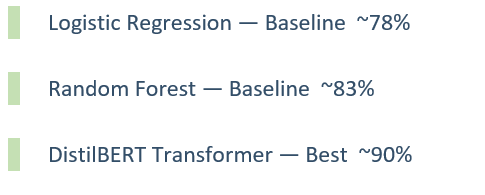 Logistic Regression — Baseline ~78%
Random Forest — Baseline ~83%
DistilBERT Transformer — Best ~90%